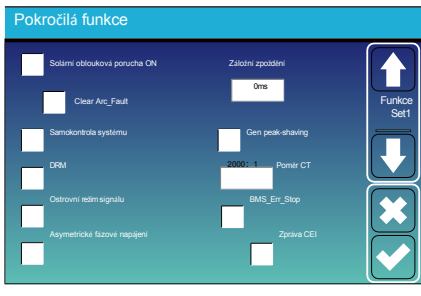 Pokročilá funkce
Solární oblouková porucha ON
Záložní zpoždění
0ms
Clear Arc_Fault
Funkce
Set1
Samokontrola systému
Gen peak-shaving
DRM
2000: 1
Poměr CT
Ostrovní režim signálu
BMS_Err_Stop
Asymetrické fázové napájení
Zpráva CEI